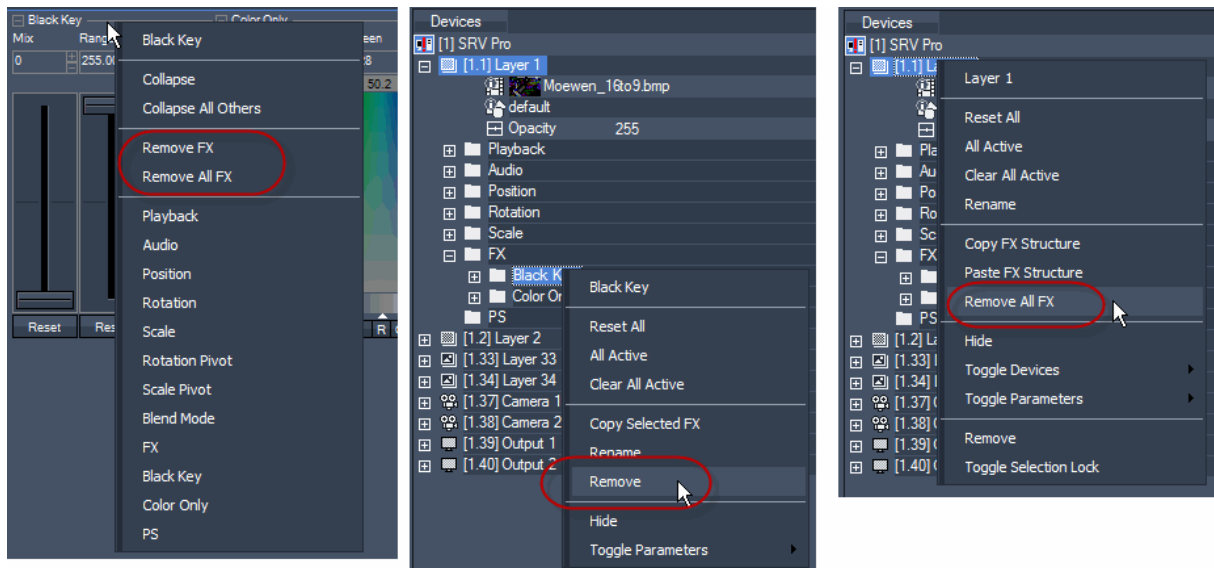 Black Key
Color Only
Mix
Rang
een
0
255.00
28
50.2
Black Key
Collapse
Collapse All Others
Remove FX
Remove All FX
Playback
Audio
Position
Rotation
Scale
Rotation Pivot
Scale Pivot
Blend Mode
FX
Black Key
Color Only
PS
Reset
Res
R
Devices
[1] SRV Pro
[1.1] Layer 1
Moewen_16to9.bmp
default
Opacity 255
Playback
Audio
Position
Rotation
Scale
FX
Black K
Color Or
PS
[1.2] Layer 2
[1.33] Layer 33
[1.34] Layer 34
[1.37] Camera 1
[1.38] Camera 2
[1.39] Output 1
[1.40] Output 2
Black Key
Reset All
All Active
Clear All Active
Copy Selected FX
Rename
Remove
Hide
Toggle Parameters
Devices
[1] SRV Pro
[1.1] La
Pla
Au
Po
Ro
Sc
FX
PS
[1.2] La
[1.33] l
[1.34] l
[1.37] (
[1.38] (
[1.39] (
[1.40] (
Layer 1
Reset All
All Active
Clear All Active
Rename
Copy FX Structure
Paste FX Structure
Remove All FX
Hide
Toggle Devices
Toggle Parameters
Remove
Toggle Selection Lock